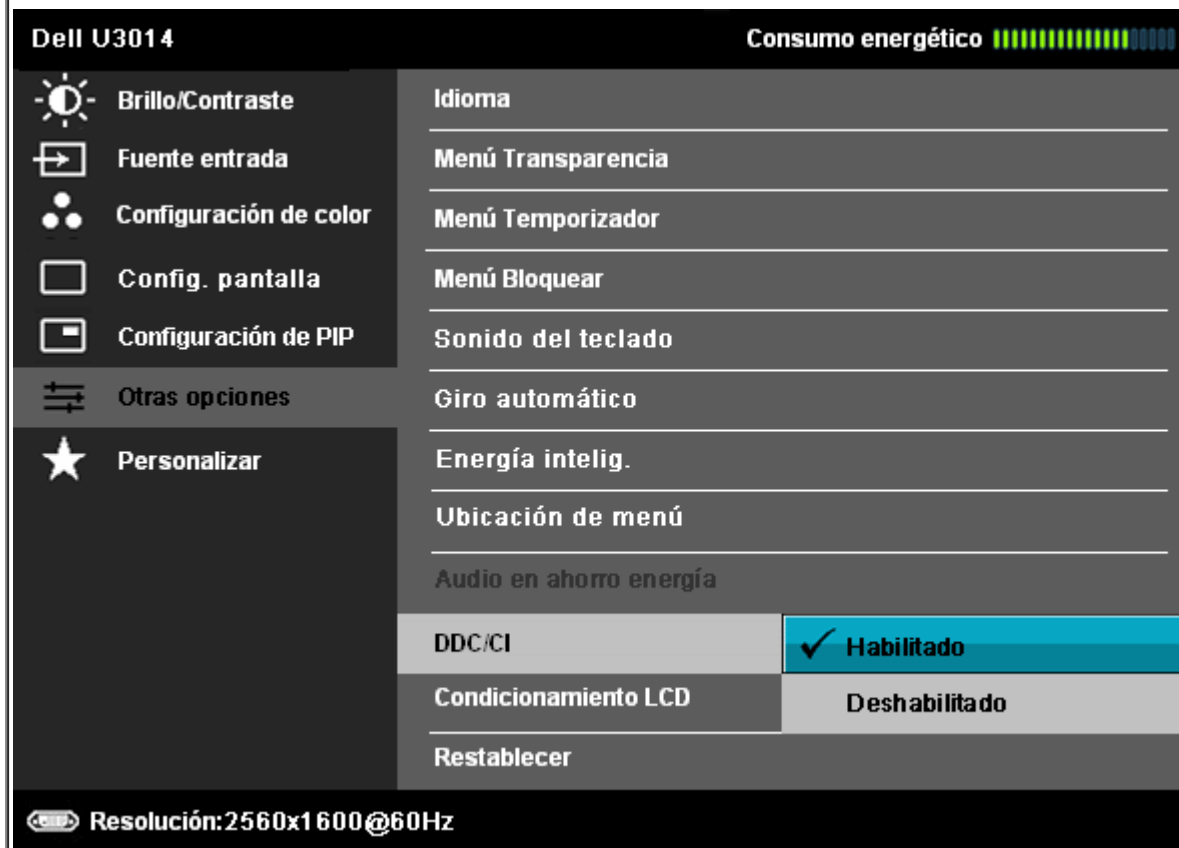 Dell U3014
Consumo energético
Brillo/Contraste
Fuente entrada
Configuración de color
Config. pantalla
Configuración de PIP
Otras opciones
Personalizar
Idioma
Menú Transparencia
Menú Temporizador
Menú Bloquear
Sonido del teclado
Giro automático
Energía intelig.
Ubicación de menú
Audio en ahorro energía
DDC/CI
Habilitado
Deshabilitado
Condicionamiento LCD
Restablecer
Resolución:2560x1600@60Hz